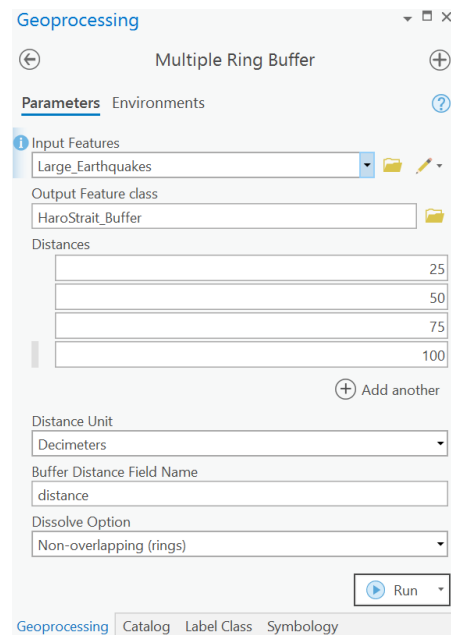 Geoprocessing
Multiple Ring Buffer
Parameters Environments
Input Features
Large_Earthquakes
Output Feature class
HaroStrait_Buffer
Distances
25
50
75
100
Add another
Distance Unit
Decimeters
Buffer Distance Field Name
distance
Dissolve Option
Non-overlapping (rings)
Run
Geoprocessing Catalog Label Class Symbology